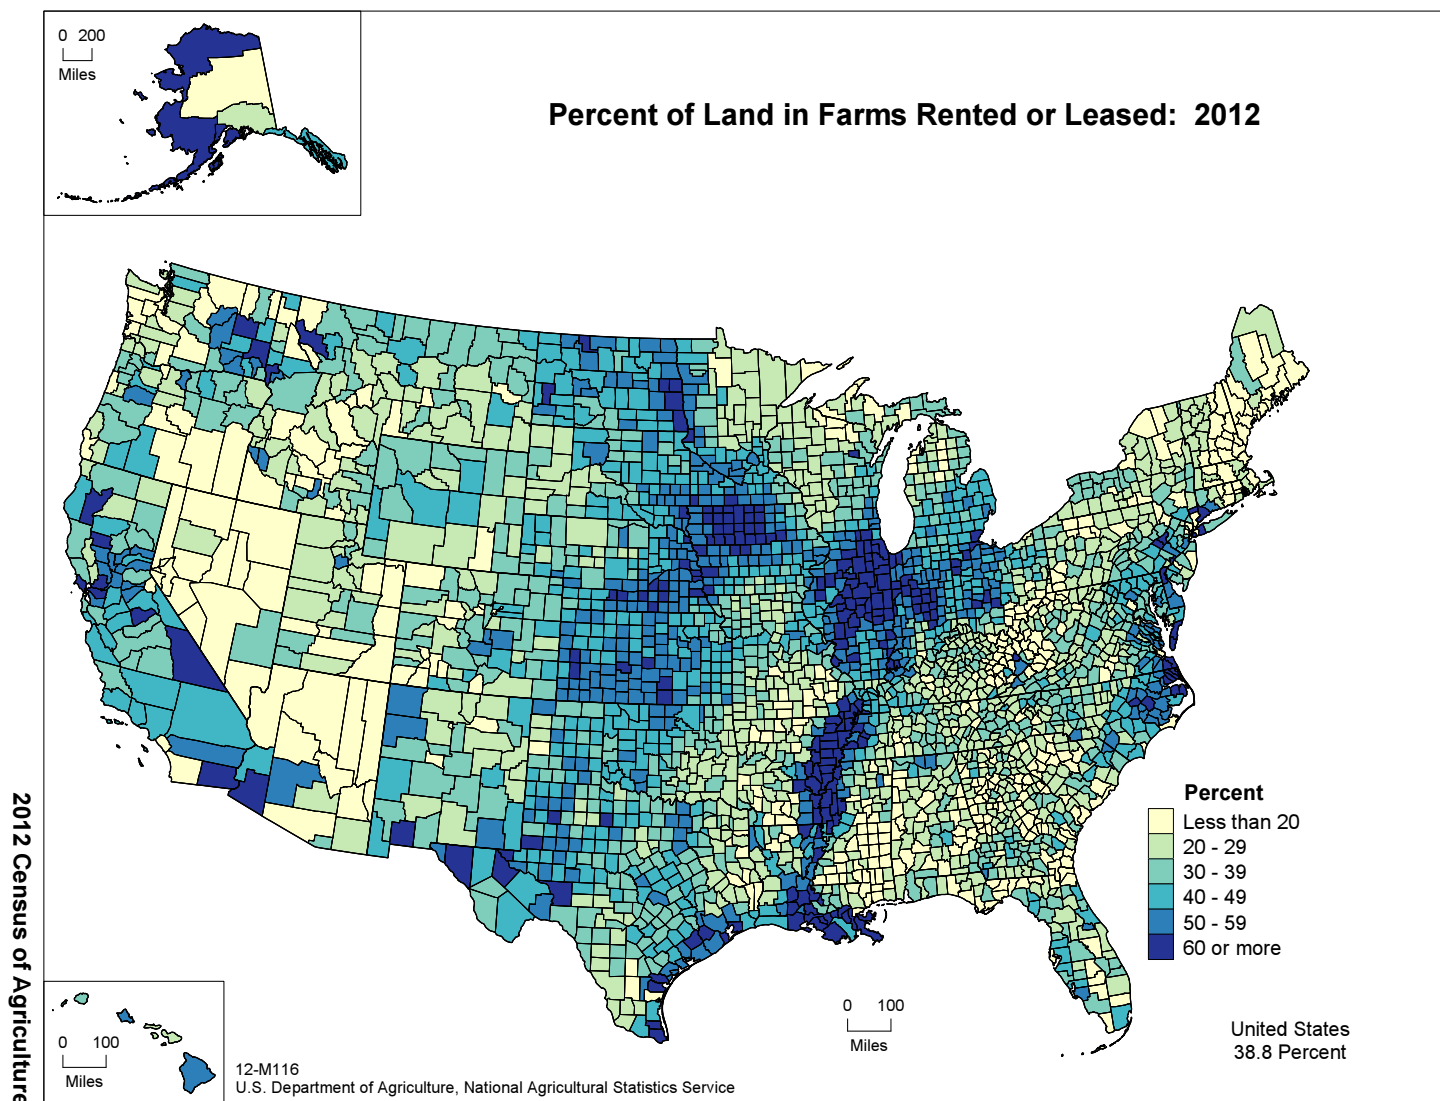 0 200
Miles
Percent of Land in Farms Rented or Leased: 2012
2012 Census of Agriculture
Percent
Less than 20
20 - 29
30 - 39
40 - 49
50 - 59
60 or more
0 100
Miles
United States
38.8 Percent
0 100
Miles
12-M116
U.S. Department of Agriculture, National Agricultural Statistics Service